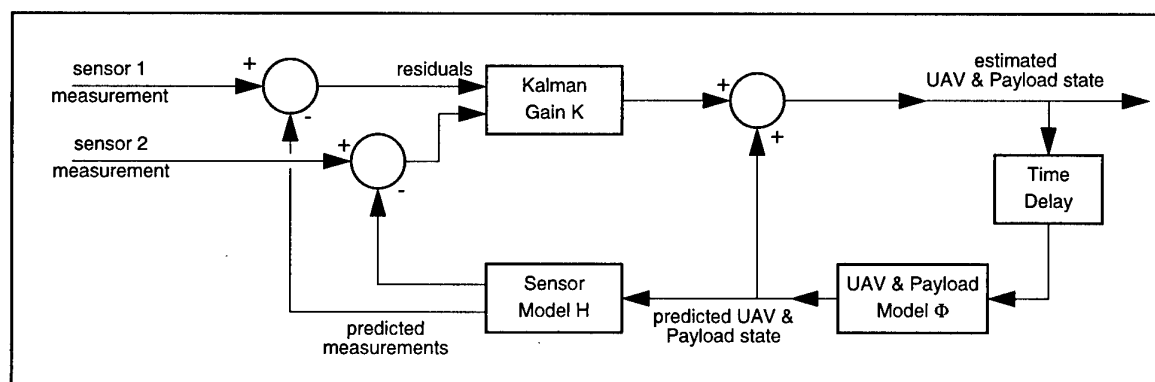 sensor 1
measurement
+
-
residuals
Kalman
Gain K
+
+
estimated
UAV & Payload state
sensor 2
measurement
+
-
Time
Delay
Sensor
Model H
UAV & Payload
Model Φ
predicted
measurements
predicted UAV &
Payload state